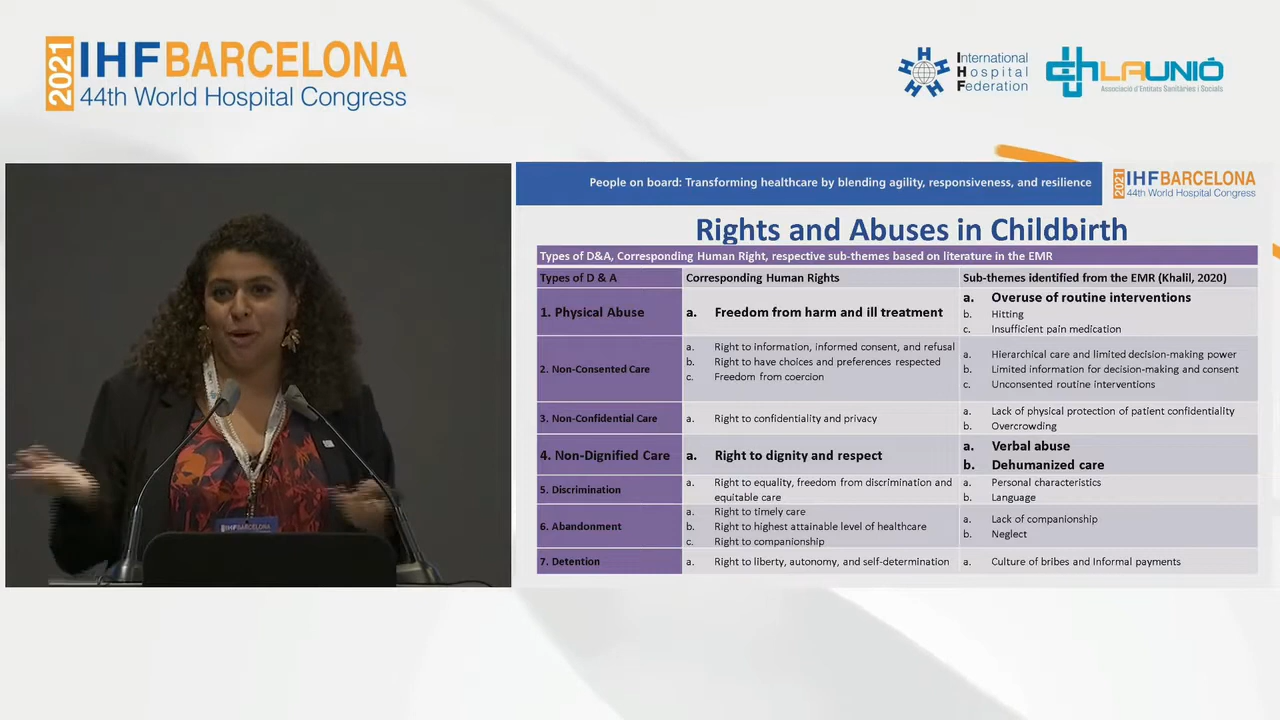 2021
IHFBARCELONA
44th World Hospital Congress
International
Hospital
Federation
LAUNIÓ
Associació d'Entitats Sanitàries i Socials
People on board: Transforming healthcare by blending agility, responsiveness, and resilience
2021
IHFBARCELONA
44th World Hospital Congress
Rights and Abuses in Childbirth
Types of D&A, Corresponding Human Right, respective sub-themes based on literature in the EMR
Types of D & A Corresponding Human Rights Sub-themes identified from the EMR (Khalil, 2020)
1. Physical Abuse
a. Freedom from harm and ill treatment
a. Overuse of routine interventions
b. Hitting
c. Insufficient pain medication
2. Non-Consented Care
a. Right to information, informed consent, and refusal
b. Right to have choices and preferences respected
c. Freedom from coercion
a. Hierarchical care and limited decision-making power
b. Limited information for decision-making and consent
c. Unconsented routine interventions
3. Non-Confidential Care
a. Right to confidentiality and privacy
a. Lack of physical protection of patient confidentiality
b. Overcrowding
4. Non-Dignified Care
a. Right to dignity and respect
a. Verbal abuse
b. Dehumanized care
5. Discrimination
a. Right to equality, freedom from discrimination and
equitable care
a. Personal characteristics
b. Language
6. Abandonment
a. Right to timely care
b. Right to highest attainable level of healthcare
c. Right to companionship
a. Lack of companionship
b. Neglect
7. Detention
a. Right to liberty, autonomy, and self-determination
a. Culture of bribes and Informal payments